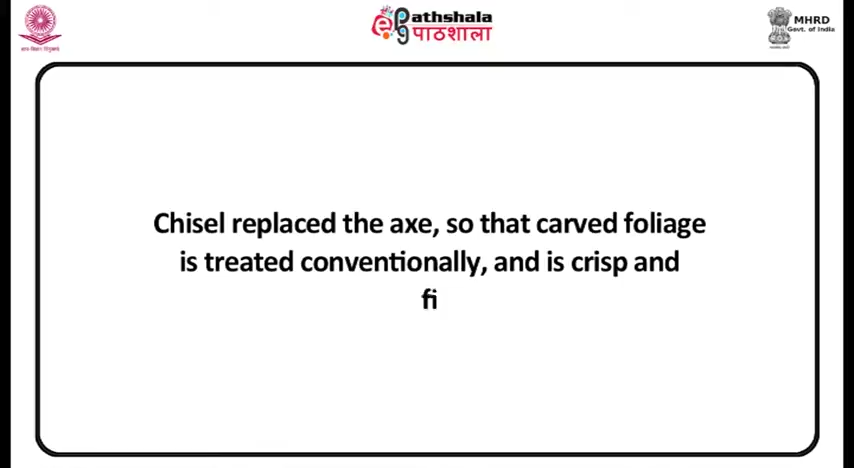 Pathshala
पाठशाला
MHRD
Govt. of India
Chisel replaced the axe, so that carved foliage
is treated conventionally, and is crisp and
fi